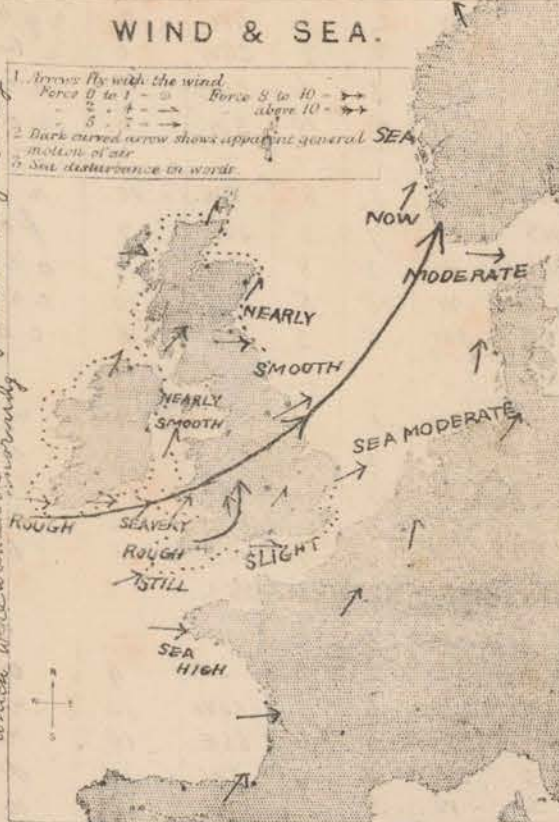 WIND & SEA.
1. Arrows fly with the wind
Force 0 to 1 - Force 8 to 10 -
" 2 - 4 - " above 10 -
" 5 - 7 -
2 Dark curved arrow shows apparent general
motion of air
3 Sea disturbance in words.
SEA
NOW
MODERATE
NEARLY
SMOOTH
NEARLY
SMOOTH
SEA MODERATE
ROUGH
SEA VERY
ROUGH
SLIGHT
STILL
SEA
HIGH
N
S